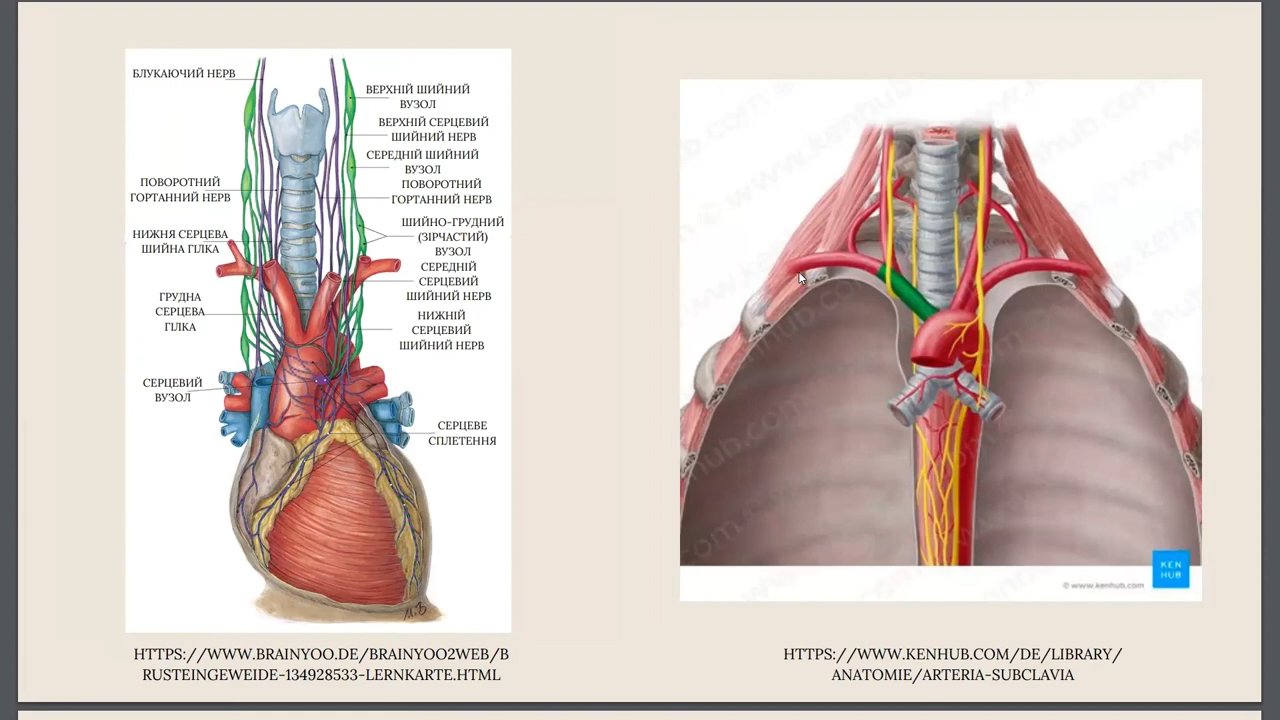 БЛУКАЮЧИЙ НЕРВ
ПОВОРОТНИЙ
ГОРТАННИЙ НЕРВ
НИЖНЯ СЕРЦЕВА
ШИЙНА ГІЛКА
ГРУДНА
СЕРЦЕВА
ГІЛКА
СЕРЦЕВИЙ
ВУЗОЛ
ВЕРХНІЙ ШИЙНИЙ
ВУЗОЛ
ВЕРХНІЙ СЕРЦЕВИЙ
ШИЙНИЙ НЕРВ
СЕРЕДНІЙ ШИЙНИЙ
ВУЗОЛ
ПОВОРОТНИЙ
ГОРТАННИЙ НЕРВ
ШИЙНО-ГРУДНИЙ
(ЗІРЧАСТИЙ)
ВУЗОЛ
СЕРЕДНІЙ
СЕРЦЕВИЙ
ШИЙНИЙ НЕРВ
НИЖНІЙ
СЕРЦЕВИЙ
ШИЙНИЙ НЕРВ
СЕРЦЕВЕ
СПЛЕТЕННЯ
HTTPS://WWW.BRAINYOO.DE/BRAINYOO2WEB/B
RUSTEINGEWEIDE-134928533-LERNKARTE.HTML
KEN
HUB
© www.kenhub.com
HTTPS://WWW.KENHUB.COM/DE/LIBRARY/
ANATOMIE/ARTERIA-SUBCLAVIA